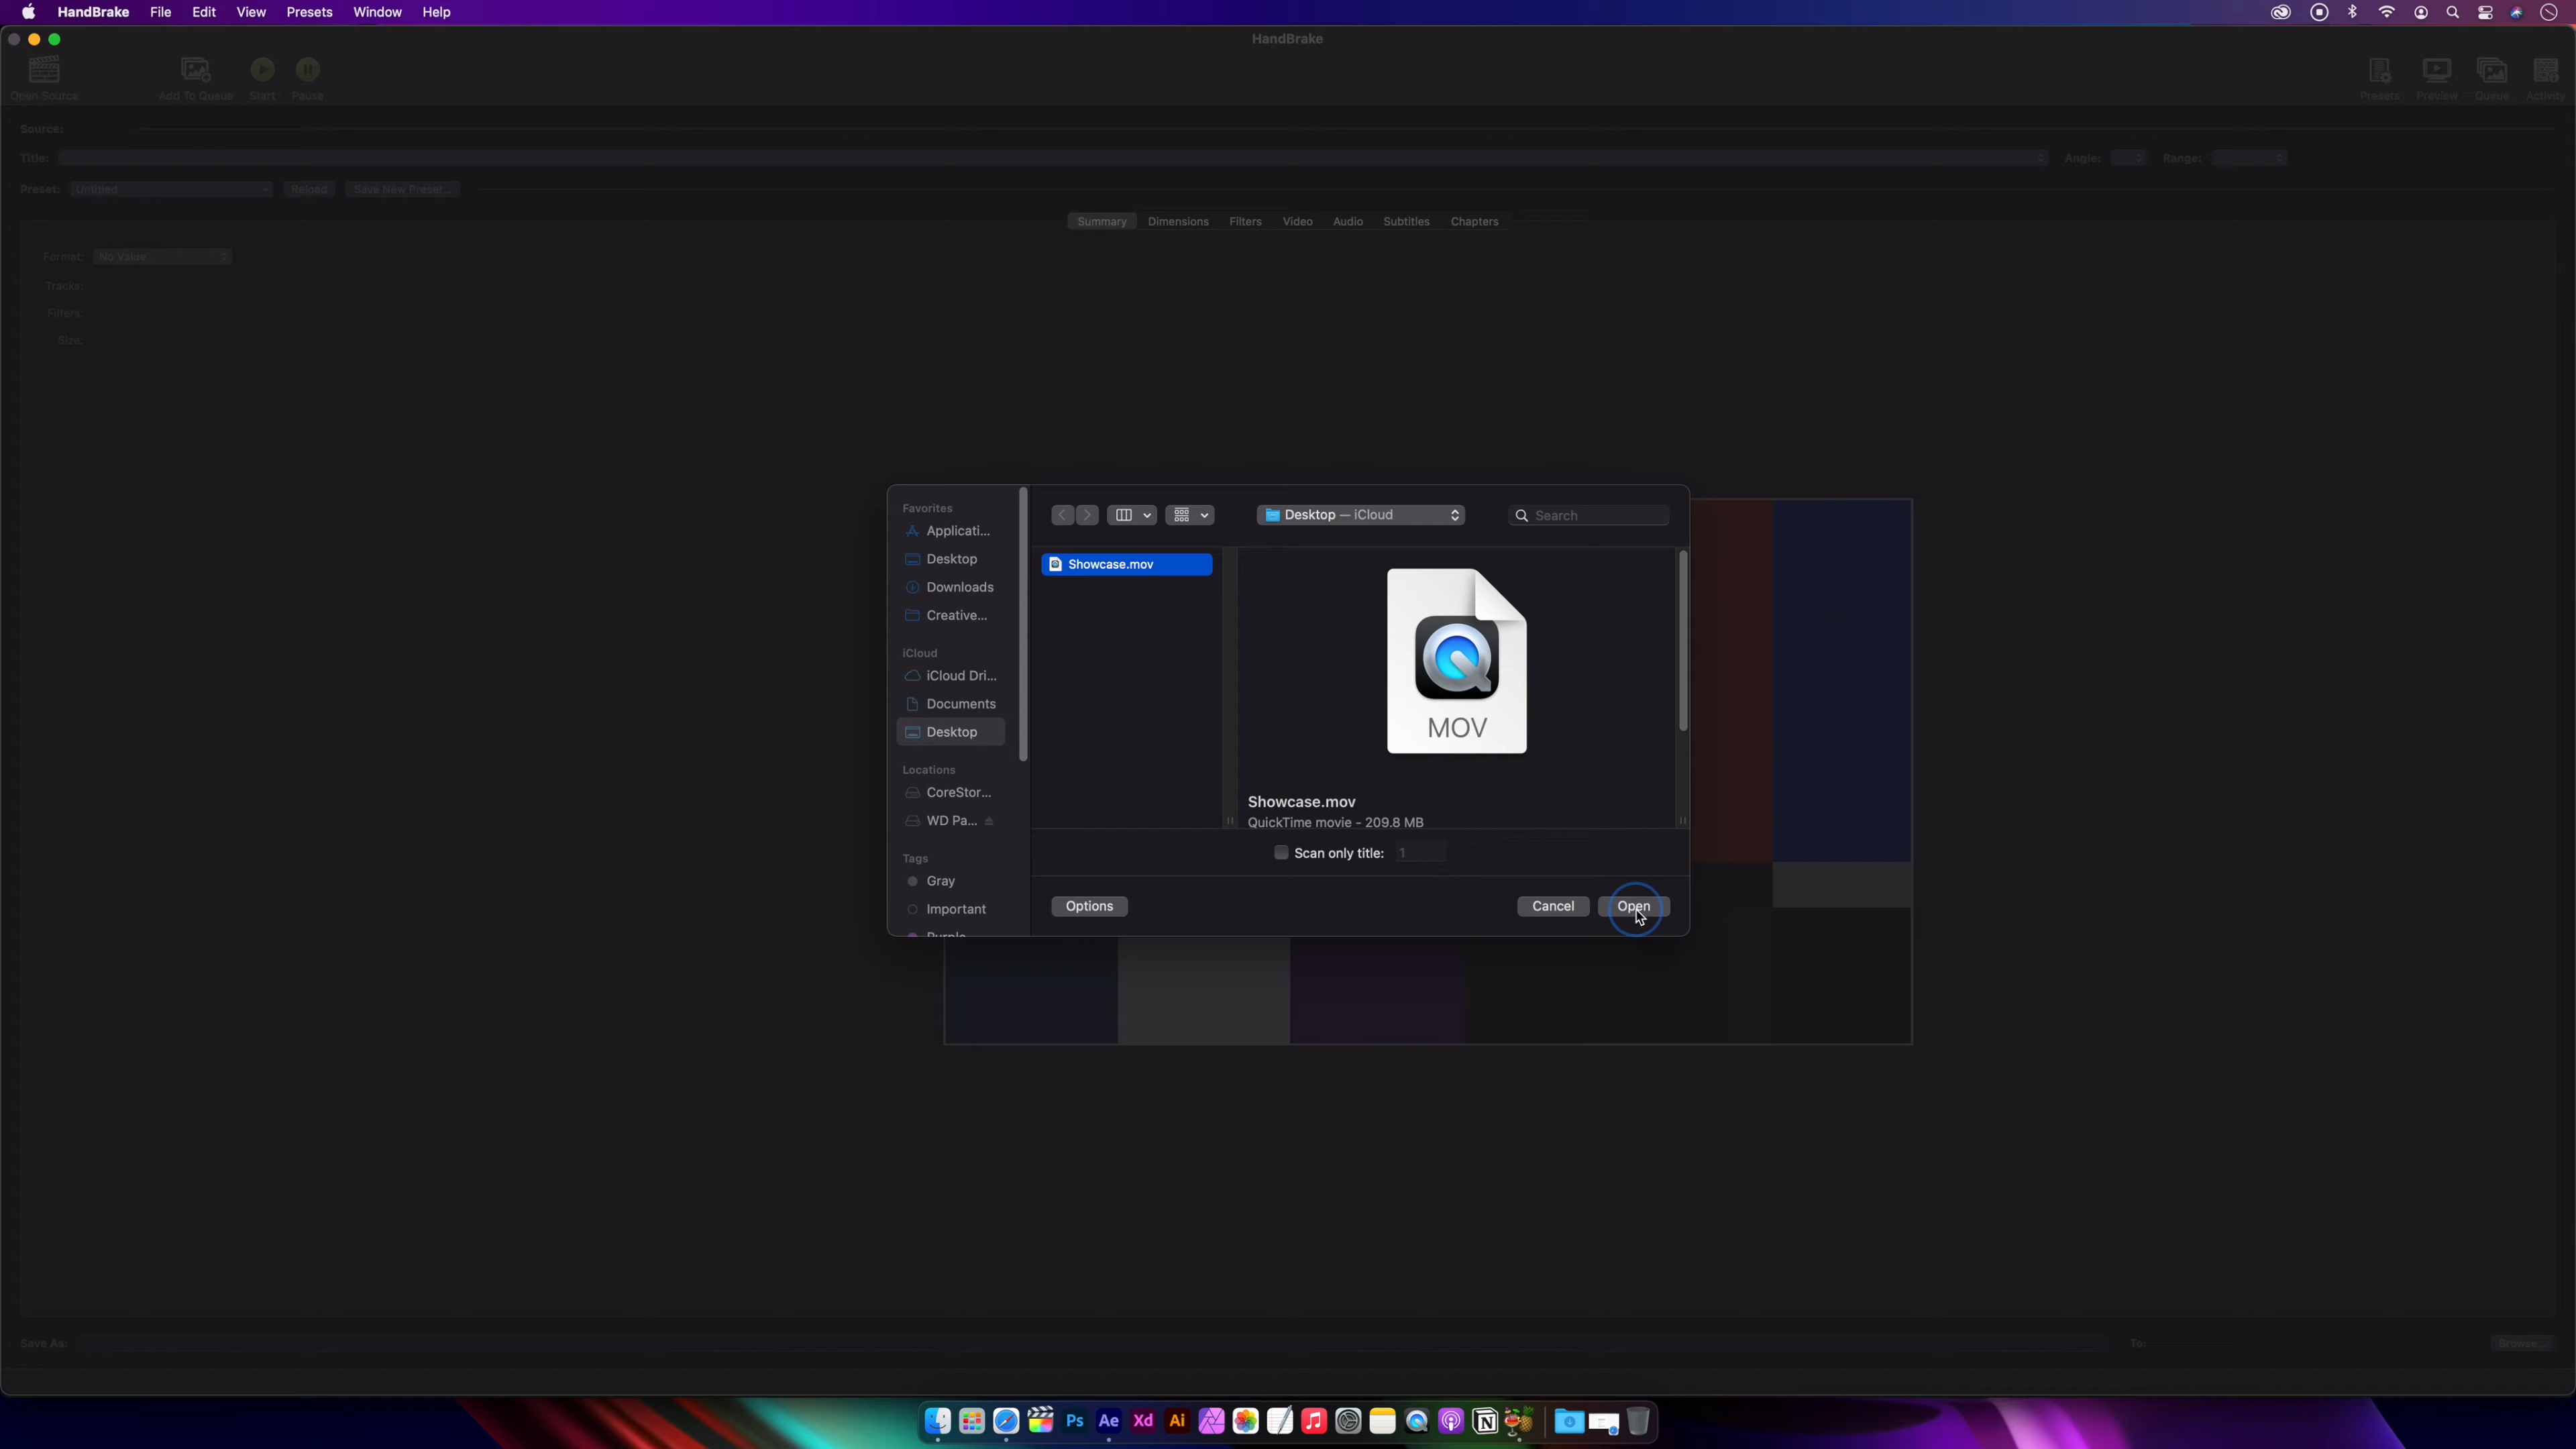 HandBrake File Edit View Presets Window Help
HandBrake
Open Source Add To Queue Start Pause Presets Preview Queue Activity
Source:
Title: Angle: Range:
Preset: Untitled Reload Save New Preset...
Summary Dimensions Filters Video Audio Subtitles Chapters
Format: No Value
Tracks:
Filters:
Size:
Favorites
Applicati...
Desktop
Downloads
Creative...
iCloud
iCloud Dri...
Documents
Desktop
Locations
CoreStor...
WD Pa...
Tags
Gray
Important
Purple
Desktop — iCloud
Search
Showcase.mov
MOV
Showcase.mov
QuickTime movie - 209.8 MB
Scan only title: 1
Options Cancel Open
Save As: To: Browse...
Ps Ae Xd Ai